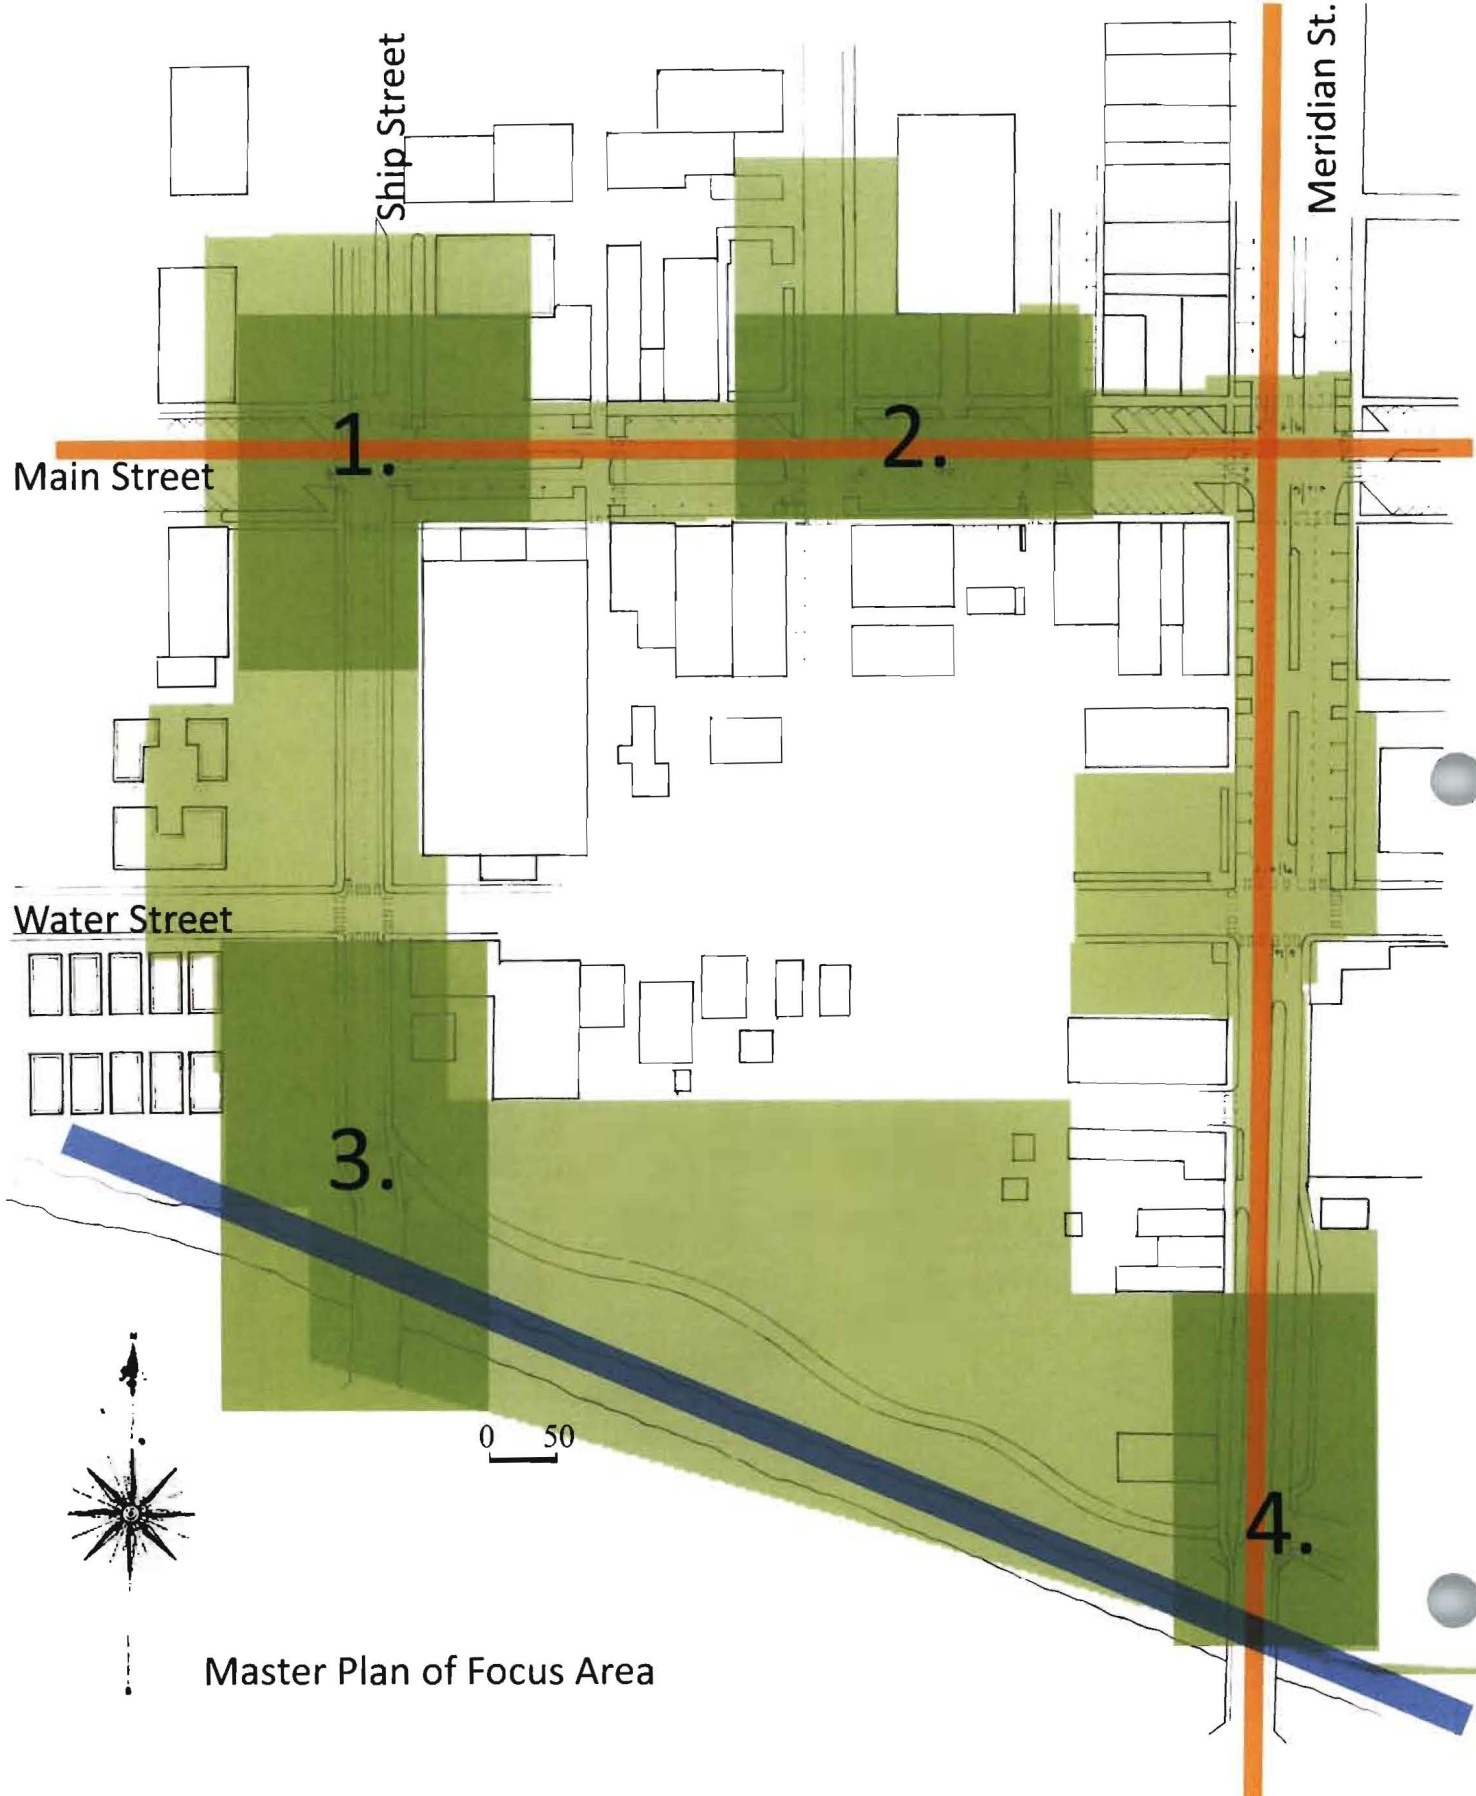 Ship Street
Meridian St.
1.
2.
Main Street
Water Street
3.
0 50
4.
Master Plan of Focus Area